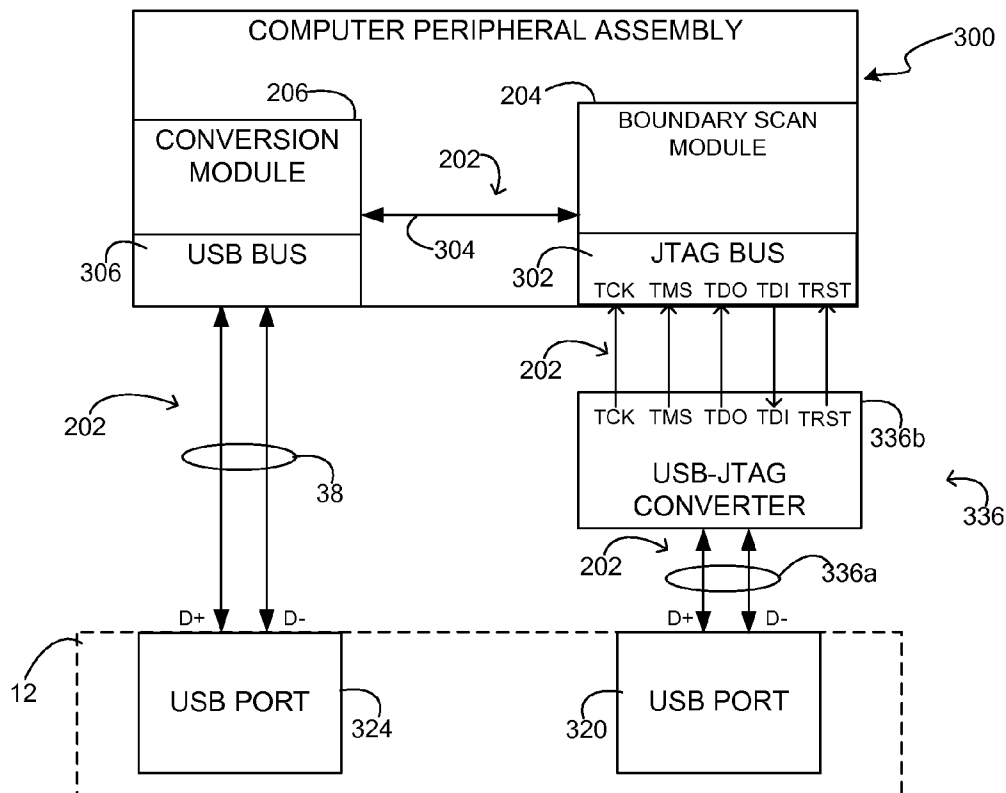 COMPUTER PERIPHERAL ASSEMBLY
300
206
204
CONVERSION
MODULE
BOUNDARY SCAN
MODULE
202
304
306
USB BUS
302
JTAG BUS
TCK TMS TDO TDI TRST
202
202
TCK TMS TDO TDI TRST
336b
USB-JTAG
CONVERTER
38
336
202
336a
D+ D-
D+ D-
12
USB PORT
324
320
USB PORT